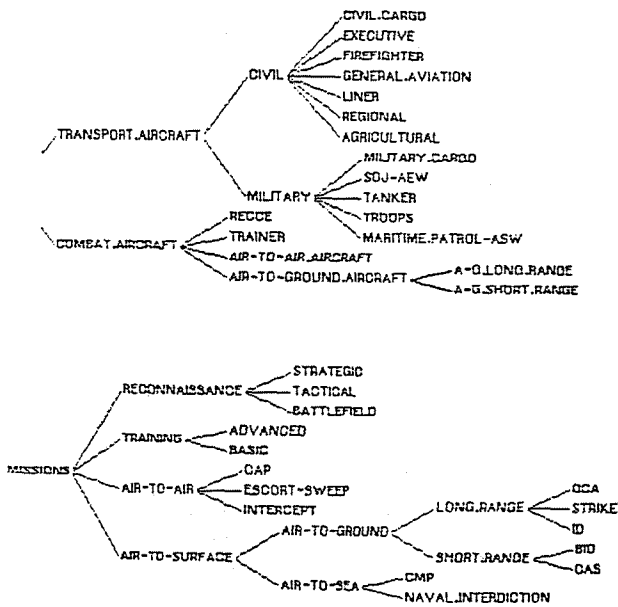 CIVIL.CARGO
EXECUTIVE
FIREFIGHTER
CIVIL GENERAL.AVIATION
LINER
REGIONAL
TRANSPORT.AIRCRAFT AGRICULTURAL
MILITARY.CARGO
SOJ-AEW
MILITARY TANKER
RECCE TROOPS
TRAINER MARITIME.PATROL-ASW
COMBAT.AIRCRAFT
AIR-TO-AIR.AIRCRAFT
AIR-TO-GROUND.AIRCRAFT A-G.LONG.RANGE
A-G.SHORT.RANGE
STRATEGIC
RECONNAISSANCE TACTICAL
BATTLEFIELD
ADVANCED
TRAINING
BASIC
MISSIONS CAP
AIR-TO-AIR ESCORT-SWEEP
INTERCEPT
OCA
LONG.RANGE STRIKE
AIR-TO-GROUND ID
AIR-TO-SURFACE SHORT.RANGE BID
CAS
AIR-TO-SEA CMP
NAVAL.INTERDICTION